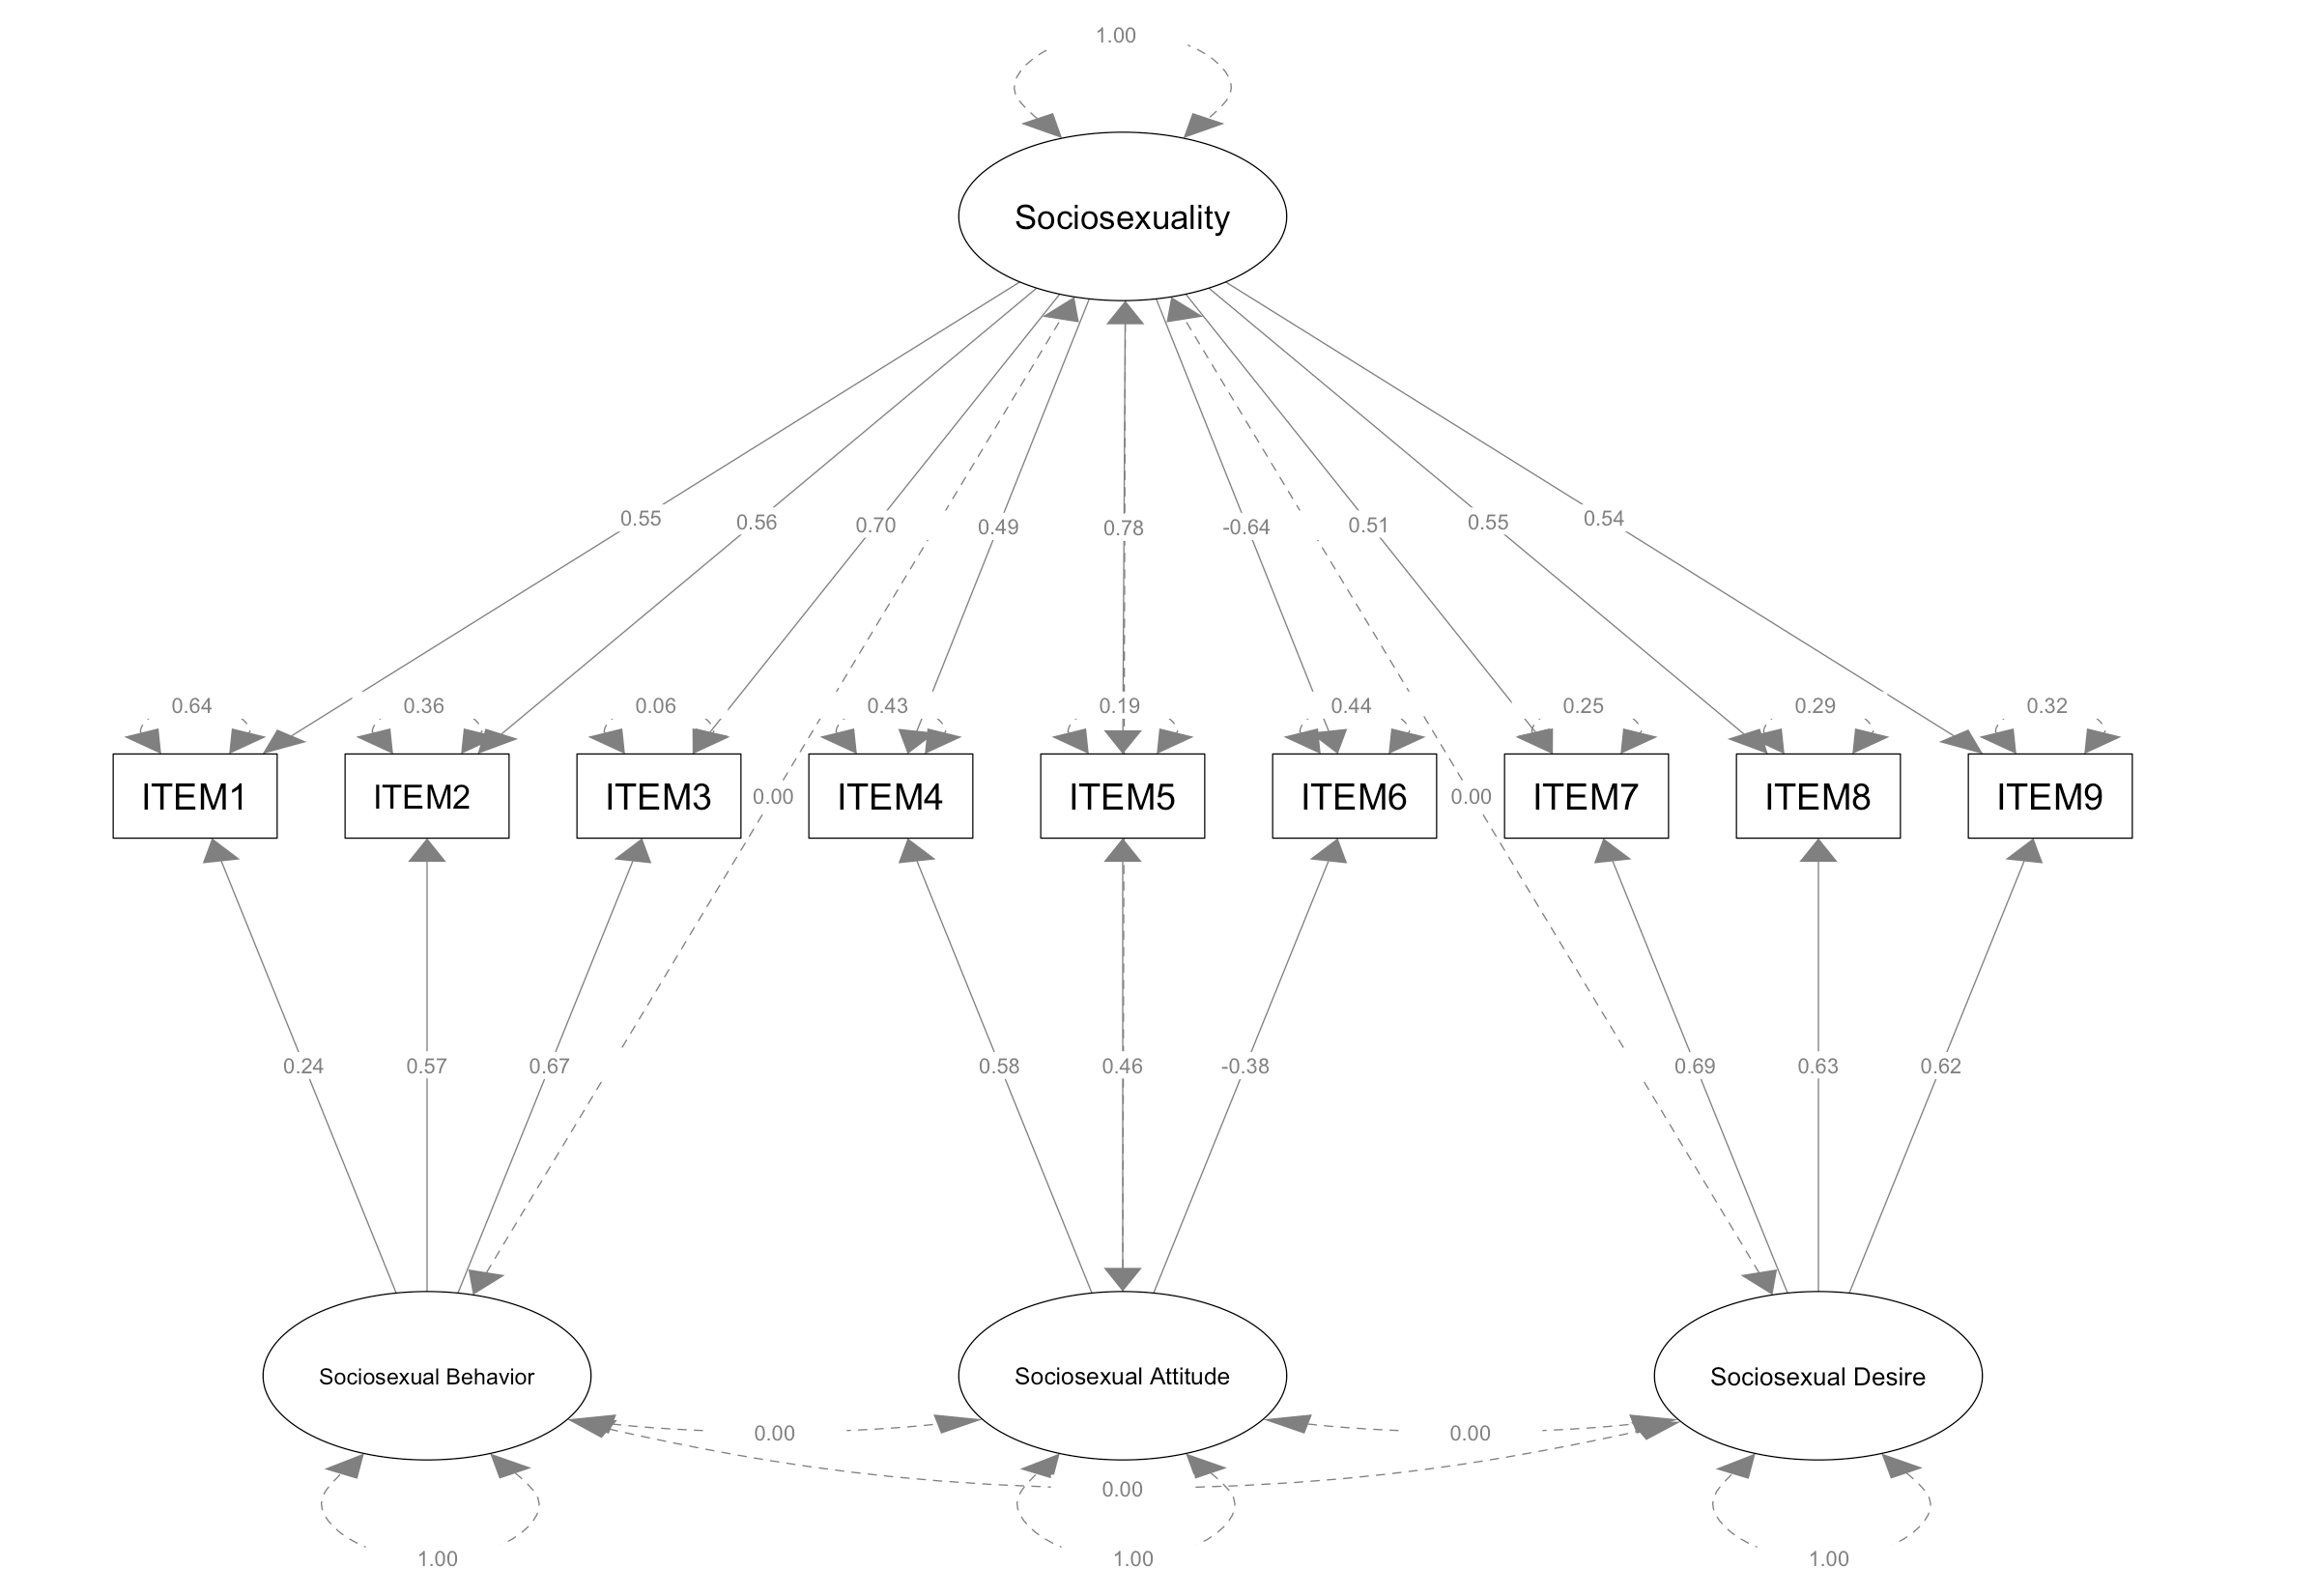 1.00
Sociosexuality
0.55 0.56 0.70 0.49 0.78 -0.64 0.51 0.55 0.54
0.64 0.36 0.06 0.43 0.19 0.44 0.25 0.29 0.32
ITEM1 ITEM2 ITEM3 0.00 ITEM4 ITEM5 ITEM6 0.00 ITEM7 ITEM8 ITEM9
0.24 0.57 0.67 0.58 0.46 -0.38 0.69 0.63 0.62
Sociosexual Behavior Sociosexual Attitude Sociosexual Desire
0.00 0.00
0.00
1.00 1.00 1.00